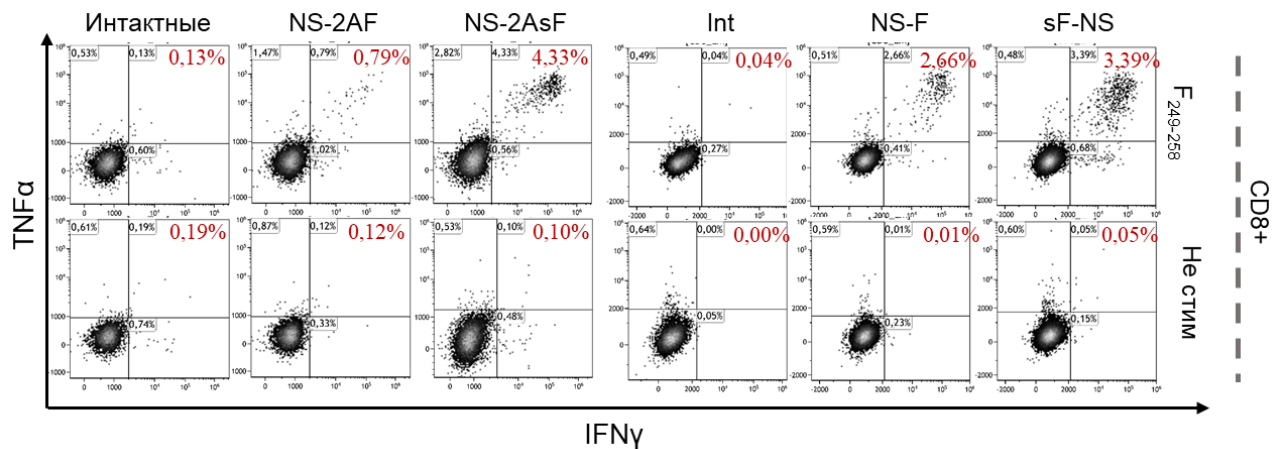 Интактные NS-2AF NS-2AsF Int NS-F sF-NS
0,53% 0,13% 0,13% 1,47% 0,79% 0,79% 2,82% 4,33% 4,33% 0,49% 0,04% 0,04% 0,51% 2,66% 2,66% 0,48% 3,39% 3,39%
0,60% 1,02% 0,56% 0,27% 0,41% 0,68%
F249-258
0,61% 0,19% 0,19% 0,87% 0,12% 0,12% 0,53% 0,10% 0,10% 0,64% 0,00% 0,00% 0,59% 0,01% 0,01% 0,60% 0,05% 0,05%
0,74% 0,33% 0,48% 0,05% 0,23% 0,15%
Не стим
CD8+
TNFα
IFNγ